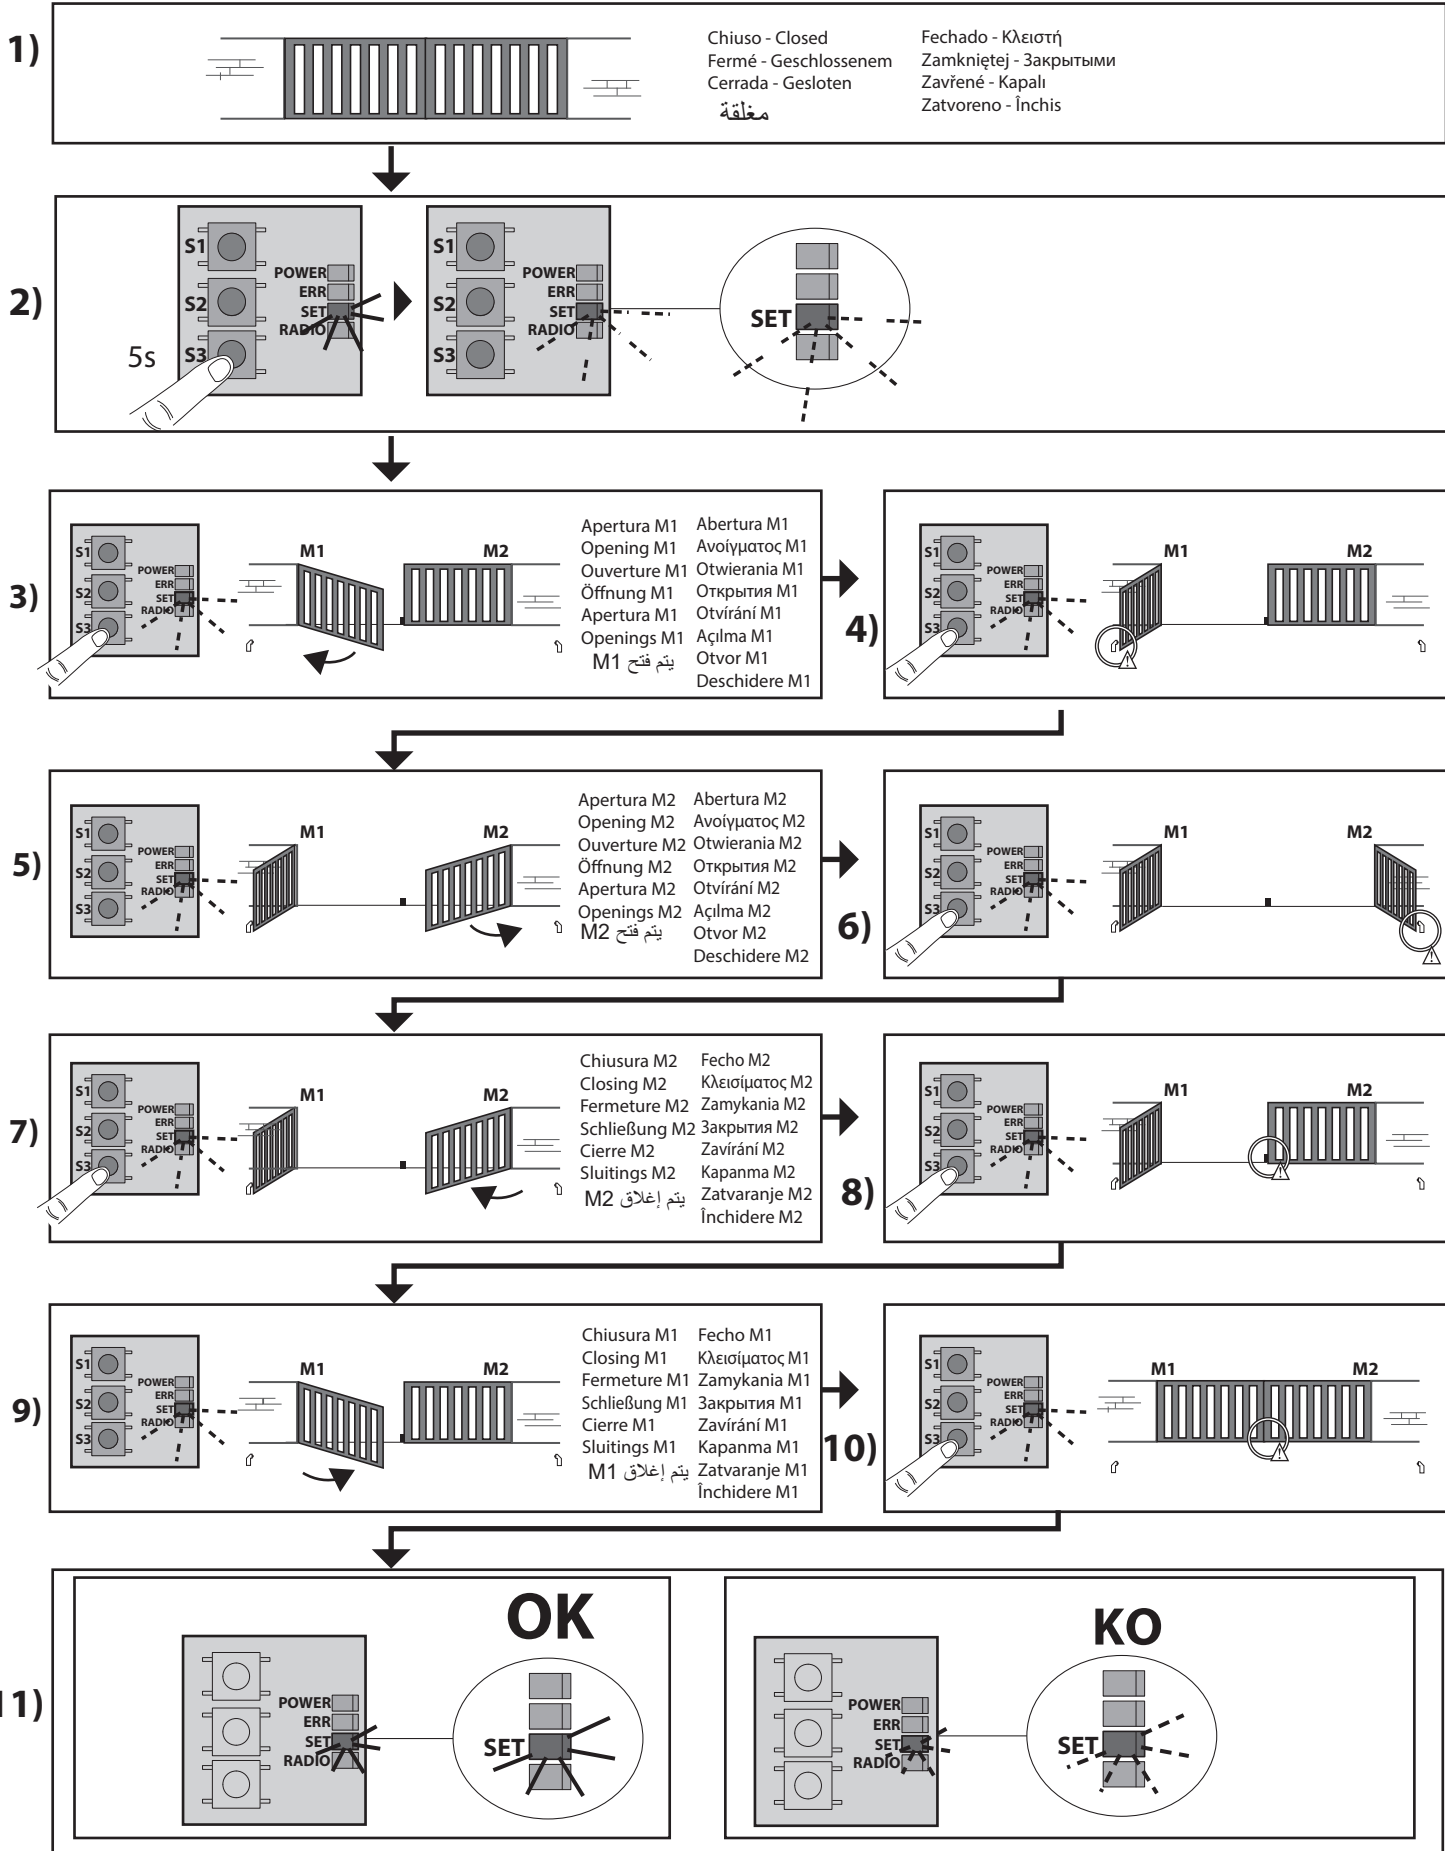 1)
Chiuso - Closed
Fermé - Geschlossenem
Cerrada - Gesloten
مغلقة
Fechado - Κλειστή
Zamkniętej - Закрытыми
Zavřené - Kapalı
Zatvoreno - Închis
2)
5s
S1
S2
S3
POWER
ERR
SET
RADIO
S1
S2
S3
POWER
ERR
SET
RADIO
SET
3)
S1
S2
S3
POWER
ERR
SET
RADIO
M1
M2
Apertura M1
Opening M1
Ouverture M1
Öffnung M1
Apertura M1
Openings M1
يتم فتح M1
Abertura M1
Ανοίγματος M1
Otwierania M1
Открытия M1
Otvírání M1
Açılma M1
Otvor M1
Deschidere M1
4)
S1
S2
S3
POWER
ERR
SET
RADIO
M1
M2
5)
S1
S2
S3
POWER
ERR
SET
RADIO
M1
M2
Apertura M2
Opening M2
Ouverture M2
Öffnung M2
Apertura M2
Openings M2
يتم فتح M2
Abertura M2
Ανοίγματος M2
Otwierania M2
Открытия M2
Otvírání M2
Açılma M2
Otvor M2
Deschidere M2
6)
S1
S2
S3
POWER
ERR
SET
RADIO
M1
M2
7)
S1
S2
S3
POWER
ERR
SET
RADIO
M1
M2
Chiusura M2
Closing M2
Fermeture M2
Schließung M2
Cierre M2
Sluitings M2
يتم إغلاق M2
Fecho M2
Κλεισίματος M2
Zamykania M2
Закрытия M2
Zavírání M2
Kapanma M2
Zatvaranje M2
Închidere M2
8)
S1
S2
S3
POWER
ERR
SET
RADIO
M1
M2
9)
S1
S2
S3
POWER
ERR
SET
RADIO
M1
M2
Chiusura M1
Closing M1
Fermeture M1
Schließung M1
Cierre M1
Sluitings M1
يتم إغلاق M1
Fecho M1
Κλεισίματος M1
Zamykania M1
Закрытия M1
Zavírání M1
Kapanma M1
Zatvaranje M1
Închidere M1
10)
S1
S2
S3
POWER
ERR
SET
RADIO
M1
M2
11)
OK
POWER
ERR
SET
RADIO
SET
KO
POWER
ERR
SET
RADIO
SET